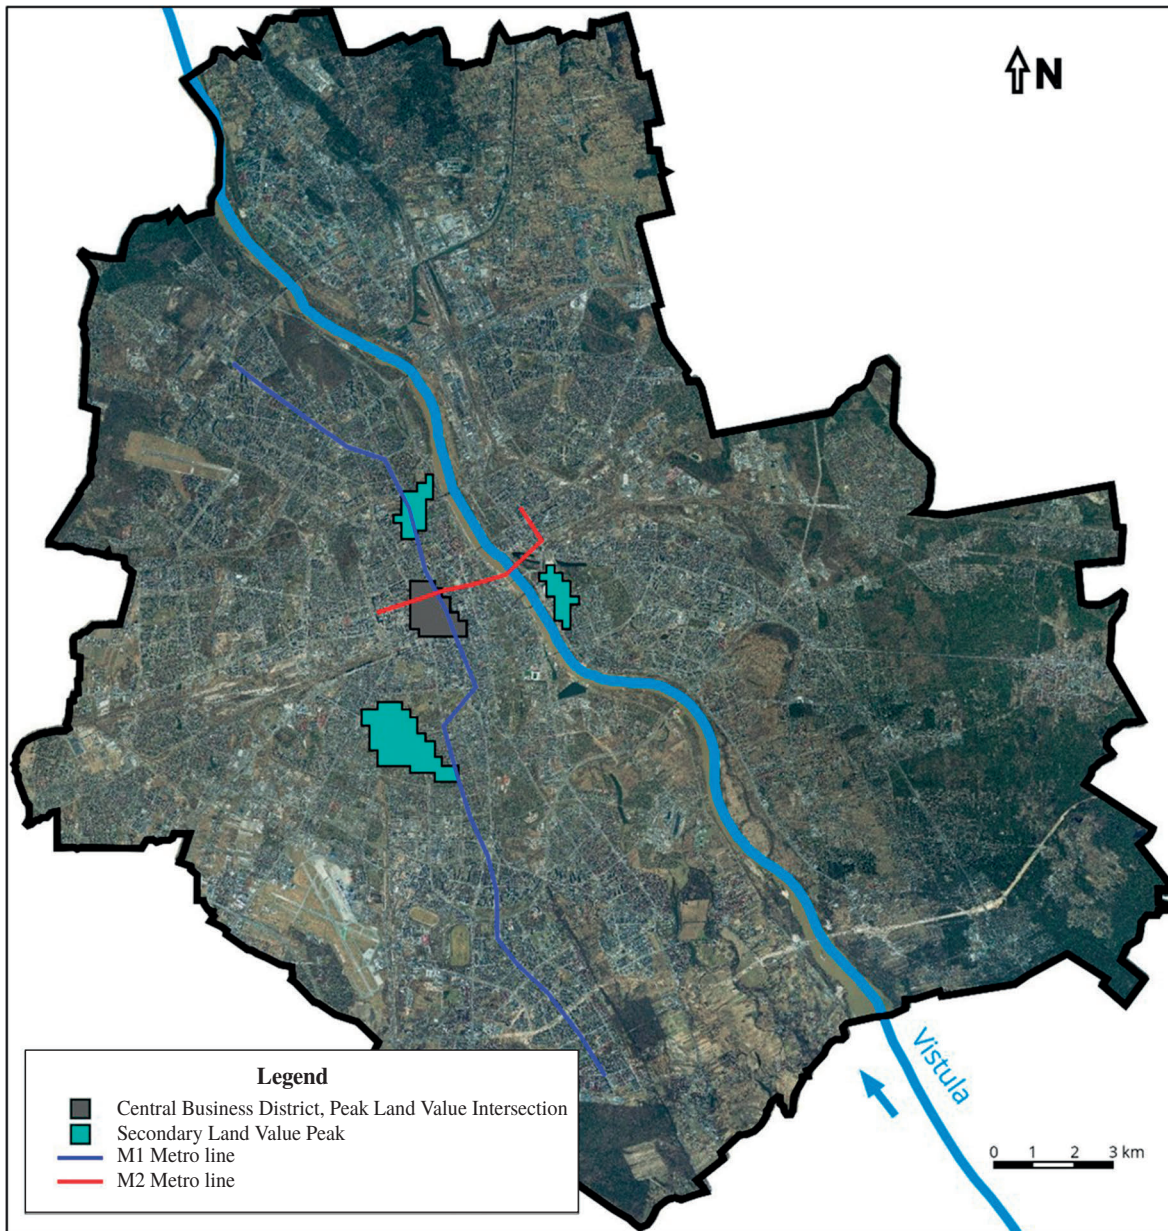 N
Vistula
0 1 2 3 km
Legend
Central Business District, Peak Land Value Intersection
Secondary Land Value Peak
M1 Metro line
M2 Metro line